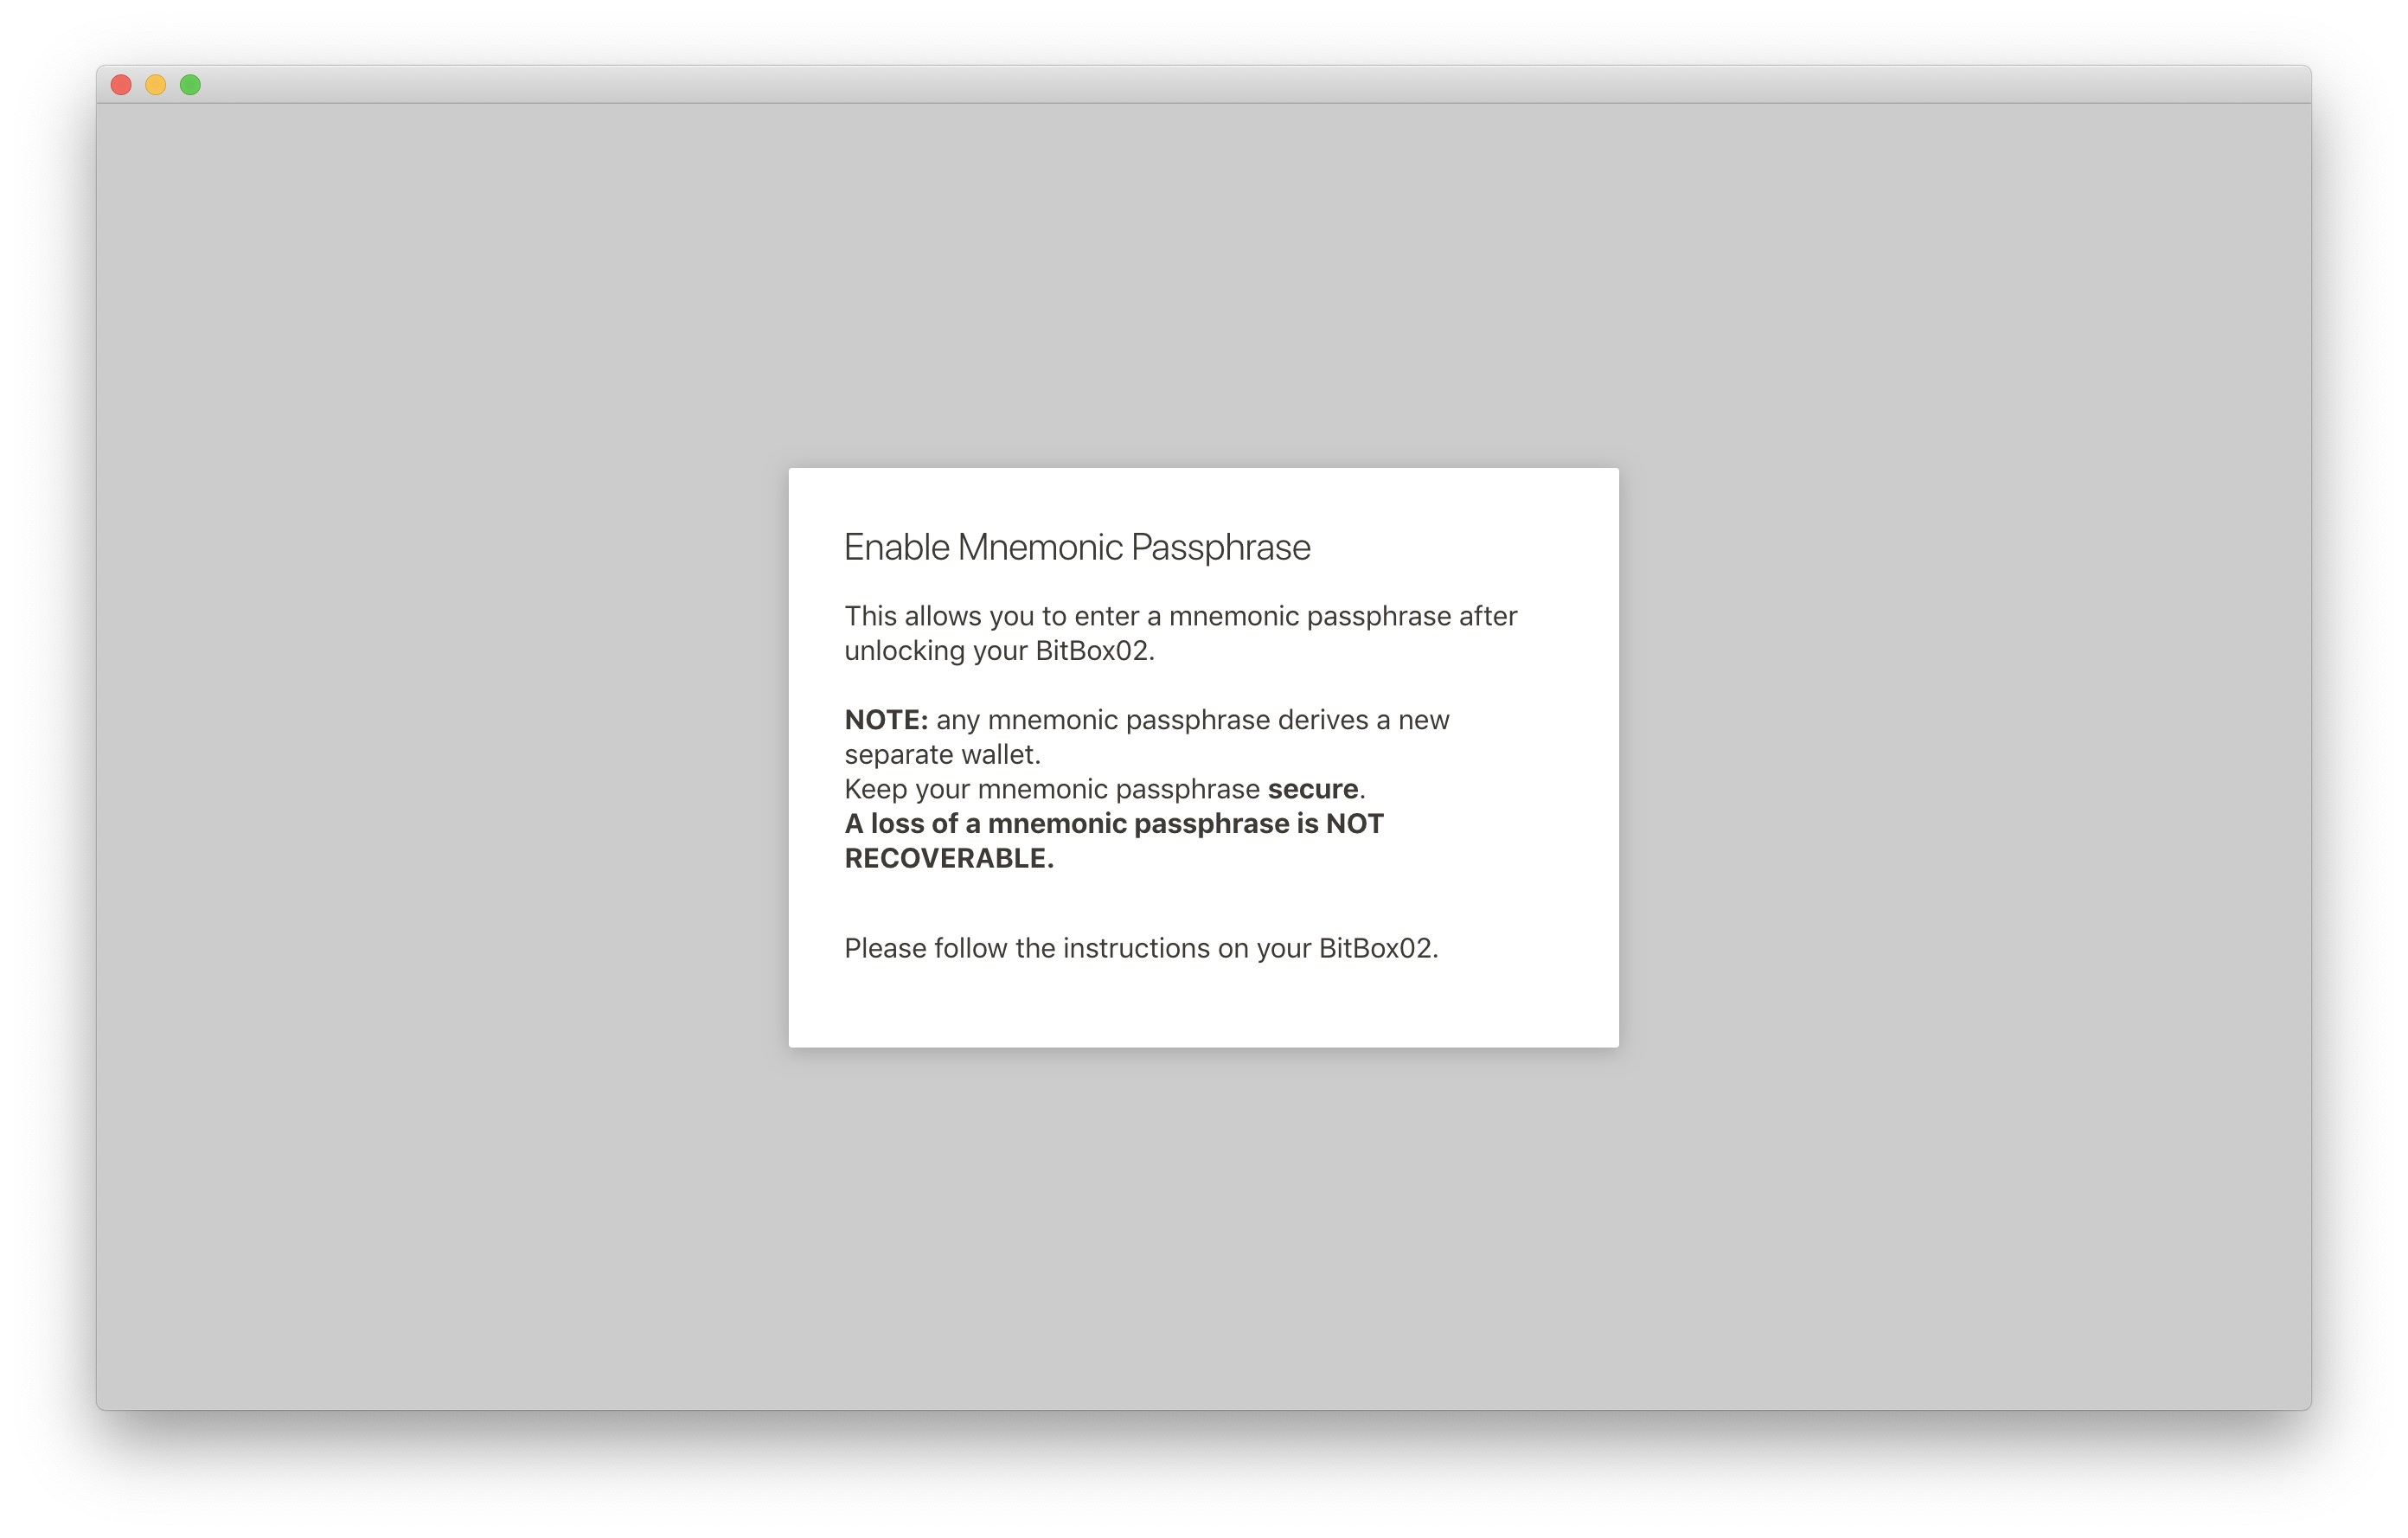 Enable Mnemonic Passphrase
This allows you to enter a mnemonic passphrase after
unlocking your BitBox02.
NOTE: any mnemonic passphrase derives a new
separate wallet.
Keep your mnemonic passphrase secure.
A loss of a mnemonic passphrase is NOT
RECOVERABLE.
Please follow the instructions on your BitBox02.